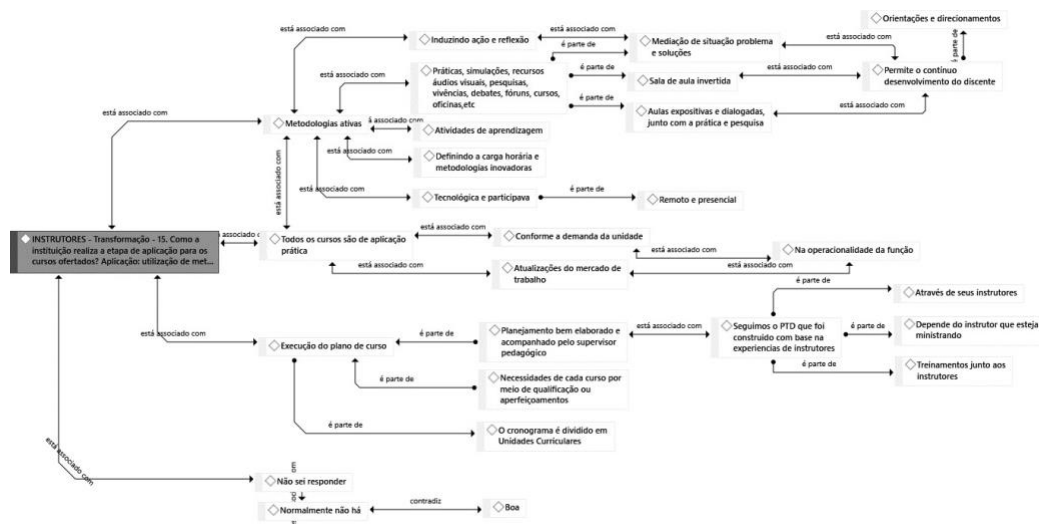 Orientações e direcionamentos
está associado com
está associado com
Induzindo ação e reflexão
é parte de
Mediação de situação problema
e soluções
está associado com
é parte de
está associado com
Práticas, simulações, recursos
áudios visuais, pesquisas,
vivências, debates, fóruns, cursos,
oficinas,etc
é parte de
Sala de aula invertida
está associado com
Permite o contínuo
desenvolvimento do discente
é parte de
Aulas expositivas e dialogadas,
junto com a prática e pesquisa
está associado com
está associado com
Metodologias ativas
á associado com
Atividades de aprendizagem
está associado com
Definindo a carga horária e
metodologias inovadoras
está associado com
está associado com
Tecnológica e participava
é parte de
Remoto e presencial
INSTRUTORES - Transformação - 15. Como a
instituição realiza a etapa de aplicação para os
cursos ofertados? Aplicação: utilização de met...
associado com
Todos os cursos são de aplicação
prática
está associado com
Conforme a demanda da unidade
está associado com
Na operacionalidade da função
está associado com
Atualizações do mercado de
trabalho
está associado com
está associado com
Execução do plano de curso
é parte de
Planejamento bem elaborado e
acompanhado pelo supervisor
pedagógico
está associado com
Seguimos o PTD que foi
construido com base na
experiencias de instrutores
é parte de
Através de seus instrutores
é parte de
Depende do instrutor que esteja
ministrando
é parte de
Treinamentos junto aos
instrutores
é parte de
Necessidades de cada curso por
meio de qualificação ou
aperfeiçoamentos
é parte de
O cronograma é dividido em
Unidades Curriculares
está associado com
Não sei responder
Normalmente não há
contradiz
Boa